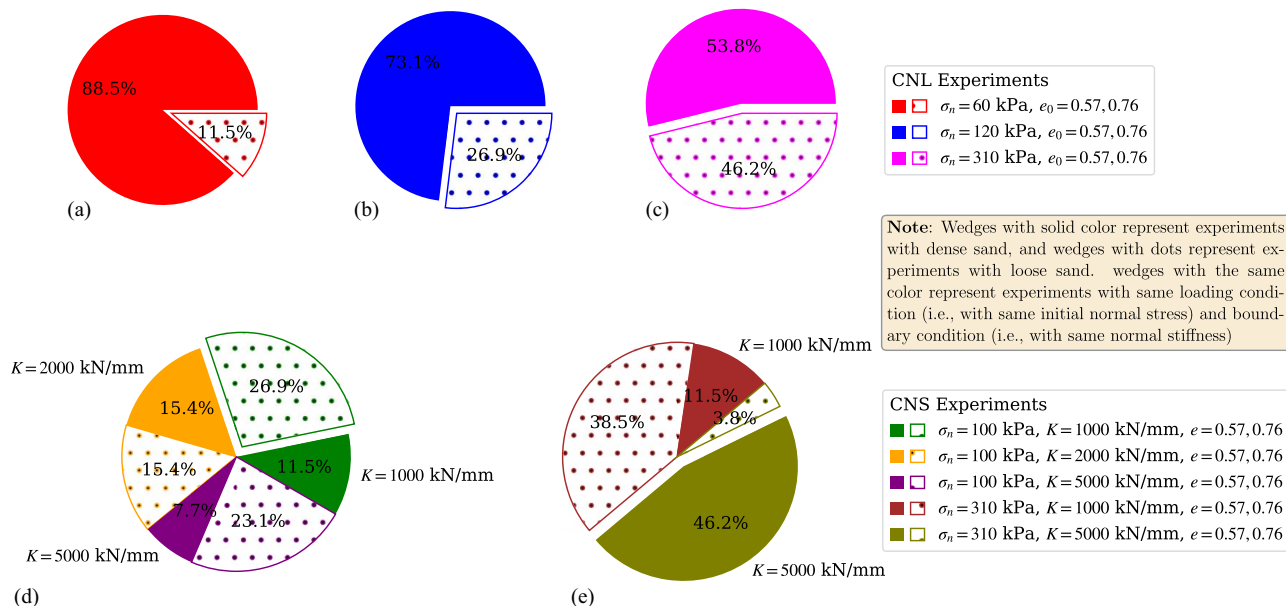 88.5%
11.5%
(a)
73.1%
26.9%
(b)
53.8%
46.2%
(c)
CNL Experiments
σn=60 kPa, e0=0.57,0.76
σn=120 kPa, e0=0.57,0.76
σn=310 kPa, e0=0.57,0.76
Note: Wedges with solid color represent experiments
with dense sand, and wedges with dots represent ex-
periments with loose sand. wedges with the same
color represent experiments with same loading condi-
tion (i.e., with same initial normal stress) and bound-
ary condition (i.e., with same normal stiffness)
K=2000 kN/mm
26.9%
15.4%
11.5%
K=1000 kN/mm
15.4%
7.7%
23.1%
K=5000 kN/mm
(d)
K=1000 kN/mm
11.5%
38.5%
3.8%
46.2%
K=5000 kN/mm
(e)
CNS Experiments
σn=100 kPa, K=1000 kN/mm, e=0.57,0.76
σn=100 kPa, K=2000 kN/mm, e=0.57,0.76
σn=100 kPa, K=5000 kN/mm, e=0.57,0.76
σn=310 kPa, K=1000 kN/mm, e=0.57,0.76
σn=310 kPa, K=5000 kN/mm, e=0.57,0.76